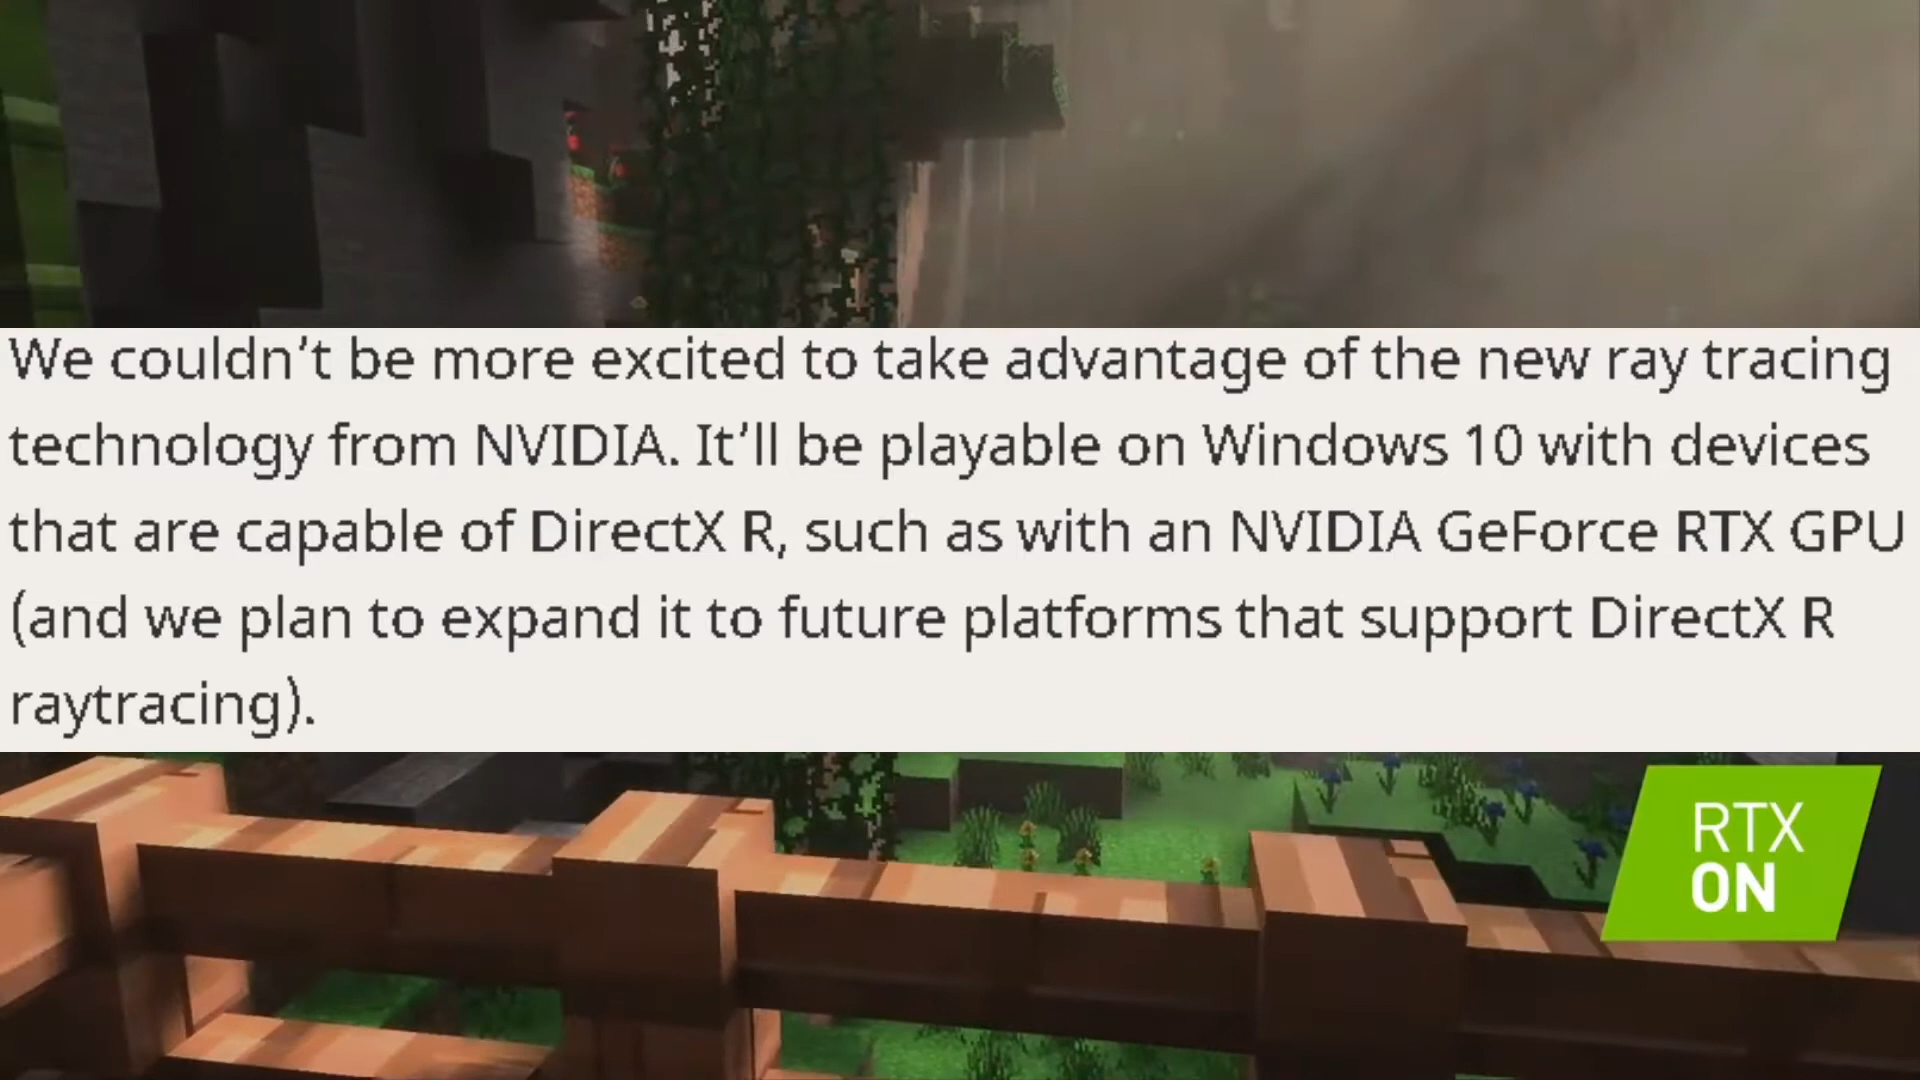 We couldn’t be more excited to take advantage of the new ray tracing
technology from NVIDIA. It’ll be playable on Windows 10 with devices
that are capable of DirectX R, such as with an NVIDIA GeForce RTX GPU
(and we plan to expand it to future platforms that support DirectX R
raytracing).
RTX
ON